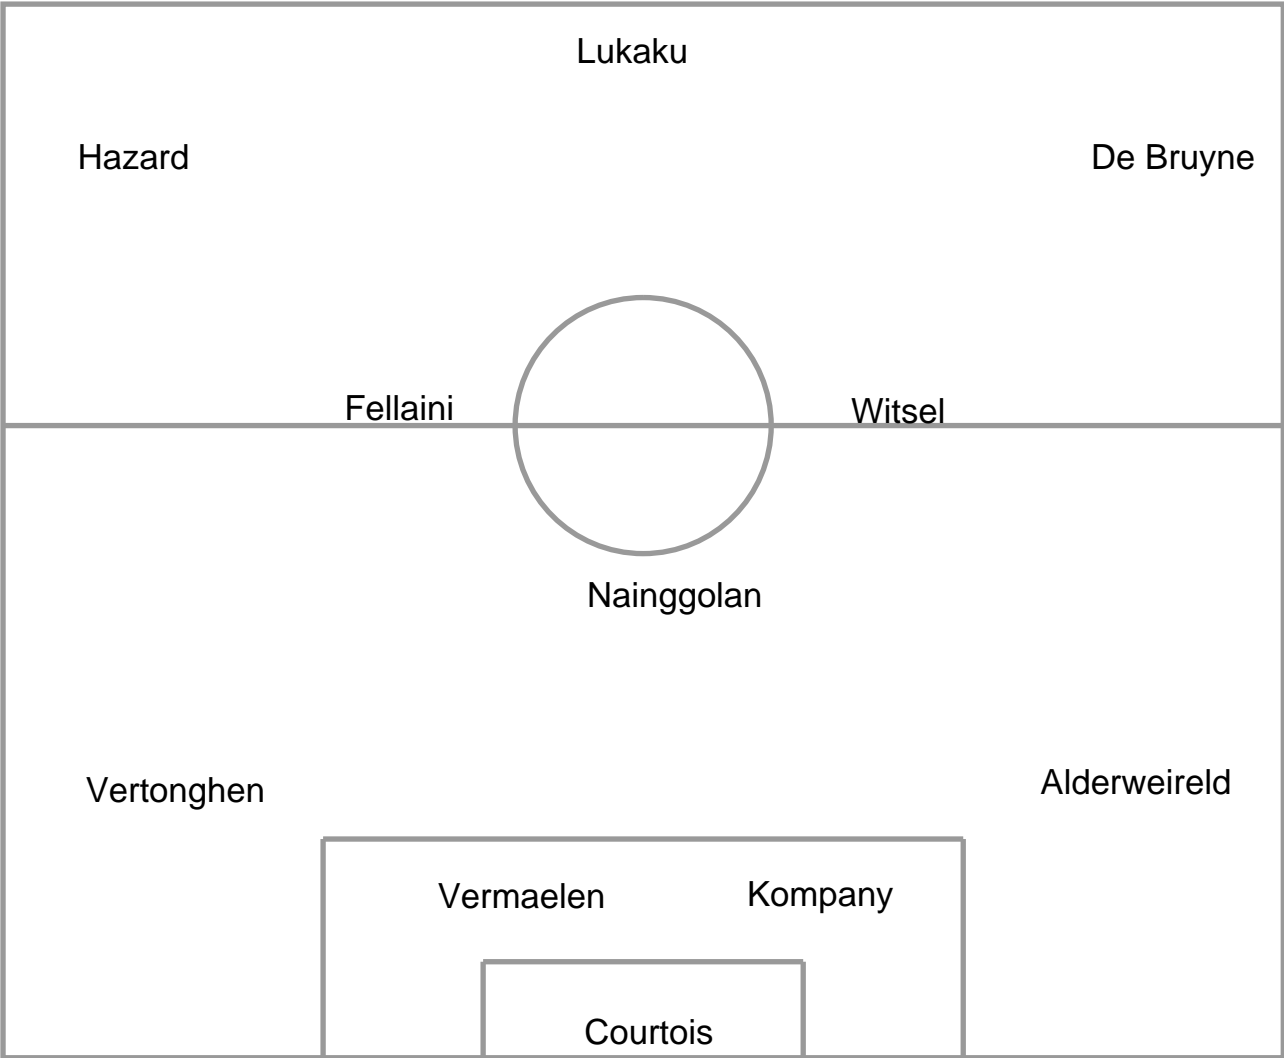 Lukaku
Hazard
De Bruyne
Fellaini
Witsel
Nainggolan
Vertonghen
Alderweireld
Vermaelen
Kompany
Courtois